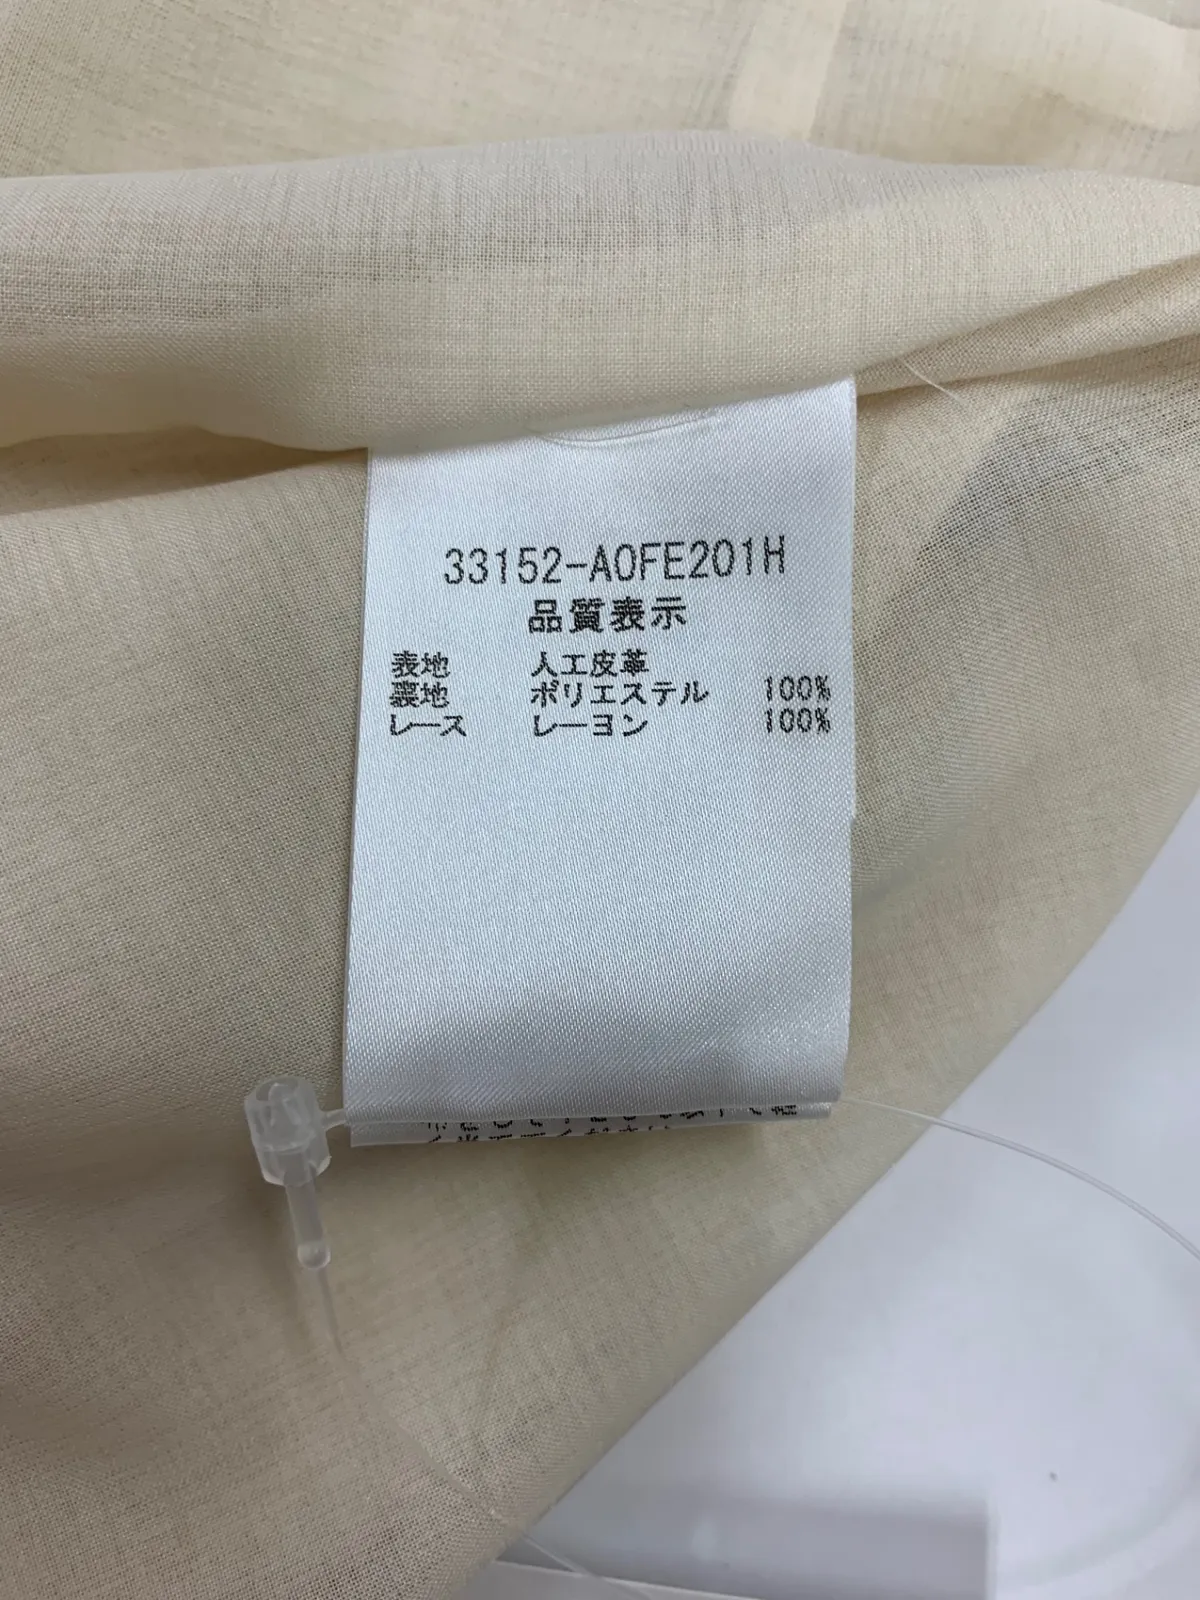 33152-A0FE201H
品質表示
表地 人工皮革
裏地 ポリエステル 100%
レース レーヨン 100%